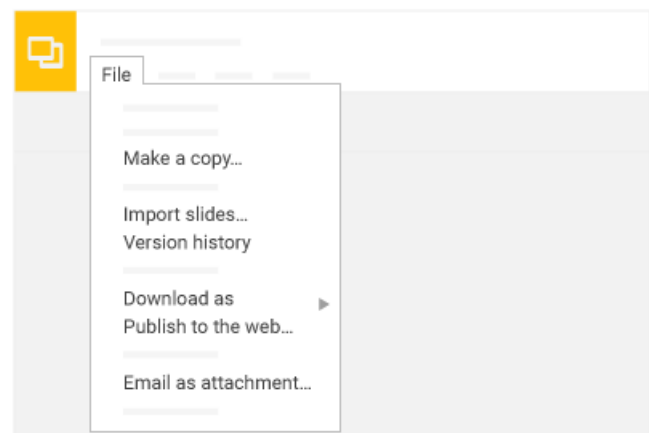 File
Make a copy...
Import slides...
Version history
Download as
Publish to the web...
Email as attachment...